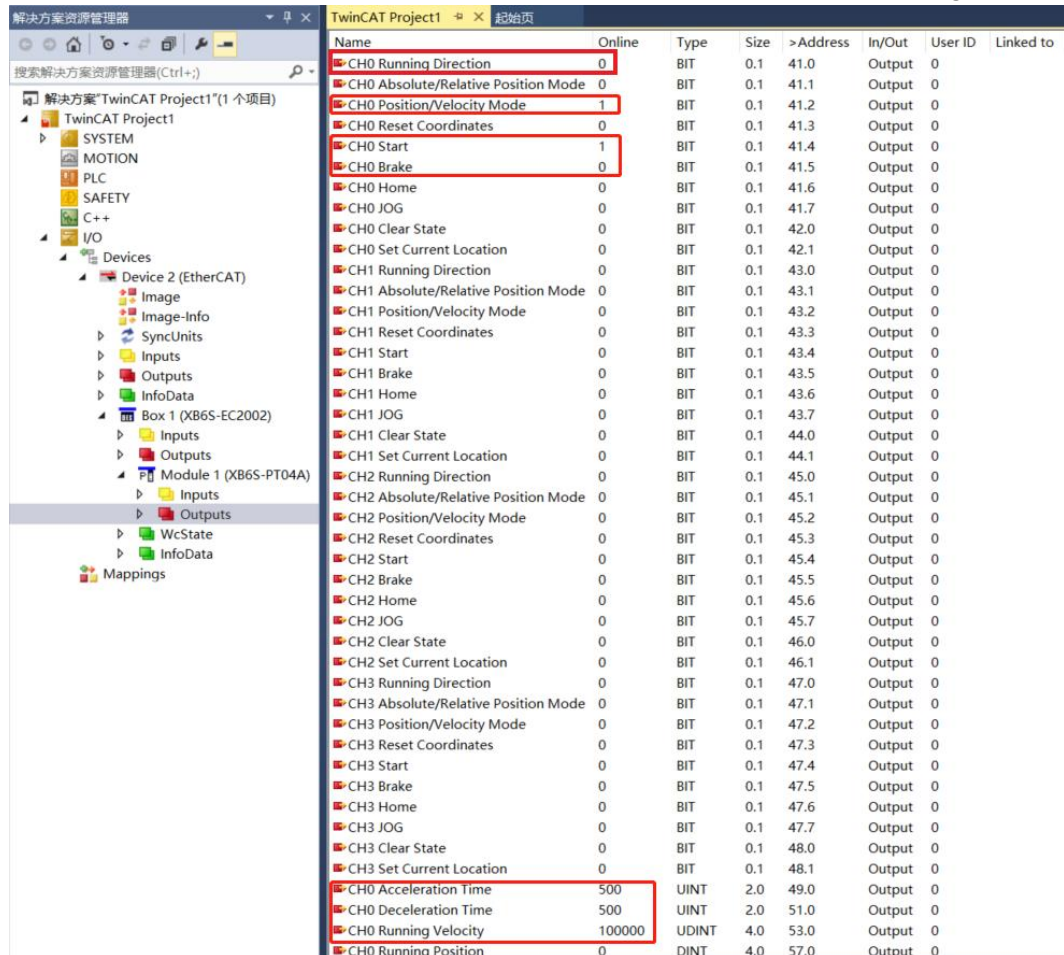 解决方案资源管理器
搜索解决方案资源管理器(Ctrl+;)
解决方案"TwinCAT Project1"(1 个项目)
TwinCAT Project1
SYSTEM
MOTION
PLC
SAFETY
C++
I/O
Devices
Device 2 (EtherCAT)
Image
Image-Info
SyncUnits
Inputs
Outputs
InfoData
Box 1 (XB6S-EC2002)
Inputs
Outputs
Module 1 (XB6S-PT04A)
Inputs
Outputs
WcState
InfoData
Mappings
TwinCAT Project1 起始页
Name Online Type Size >Address In/Out User ID Linked to
CH0 Running Direction 0 BIT 0.1 41.0 Output 0
CH0 Absolute/Relative Position Mode 0 BIT 0.1 41.1 Output 0
CH0 Position/Velocity Mode 1 BIT 0.1 41.2 Output 0
CH0 Reset Coordinates 0 BIT 0.1 41.3 Output 0
CH0 Start 1 BIT 0.1 41.4 Output 0
CH0 Brake 0 BIT 0.1 41.5 Output 0
CH0 Home 0 BIT 0.1 41.6 Output 0
CH0 JOG 0 BIT 0.1 41.7 Output 0
CH0 Clear State 0 BIT 0.1 42.0 Output 0
CH0 Set Current Location 0 BIT 0.1 42.1 Output 0
CH1 Running Direction 0 BIT 0.1 43.0 Output 0
CH1 Absolute/Relative Position Mode 0 BIT 0.1 43.1 Output 0
CH1 Position/Velocity Mode 0 BIT 0.1 43.2 Output 0
CH1 Reset Coordinates 0 BIT 0.1 43.3 Output 0
CH1 Start 0 BIT 0.1 43.4 Output 0
CH1 Brake 0 BIT 0.1 43.5 Output 0
CH1 Home 0 BIT 0.1 43.6 Output 0
CH1 JOG 0 BIT 0.1 43.7 Output 0
CH1 Clear State 0 BIT 0.1 44.0 Output 0
CH1 Set Current Location 0 BIT 0.1 44.1 Output 0
CH2 Running Direction 0 BIT 0.1 45.0 Output 0
CH2 Absolute/Relative Position Mode 0 BIT 0.1 45.1 Output 0
CH2 Position/Velocity Mode 0 BIT 0.1 45.2 Output 0
CH2 Reset Coordinates 0 BIT 0.1 45.3 Output 0
CH2 Start 0 BIT 0.1 45.4 Output 0
CH2 Brake 0 BIT 0.1 45.5 Output 0
CH2 Home 0 BIT 0.1 45.6 Output 0
CH2 JOG 0 BIT 0.1 45.7 Output 0
CH2 Clear State 0 BIT 0.1 46.0 Output 0
CH2 Set Current Location 0 BIT 0.1 46.1 Output 0
CH3 Running Direction 0 BIT 0.1 47.0 Output 0
CH3 Absolute/Relative Position Mode 0 BIT 0.1 47.1 Output 0
CH3 Position/Velocity Mode 0 BIT 0.1 47.2 Output 0
CH3 Reset Coordinates 0 BIT 0.1 47.3 Output 0
CH3 Start 0 BIT 0.1 47.4 Output 0
CH3 Brake 0 BIT 0.1 47.5 Output 0
CH3 Home 0 BIT 0.1 47.6 Output 0
CH3 JOG 0 BIT 0.1 47.7 Output 0
CH3 Clear State 0 BIT 0.1 48.0 Output 0
CH3 Set Current Location 0 BIT 0.1 48.1 Output 0
CH0 Acceleration Time 500 UINT 2.0 49.0 Output 0
CH0 Deceleration Time 500 UINT 2.0 51.0 Output 0
CH0 Running Velocity 100000 UDINT 4.0 53.0 Output 0
CH0 Running Position 0 DINT 4.0 57.0 Output 0